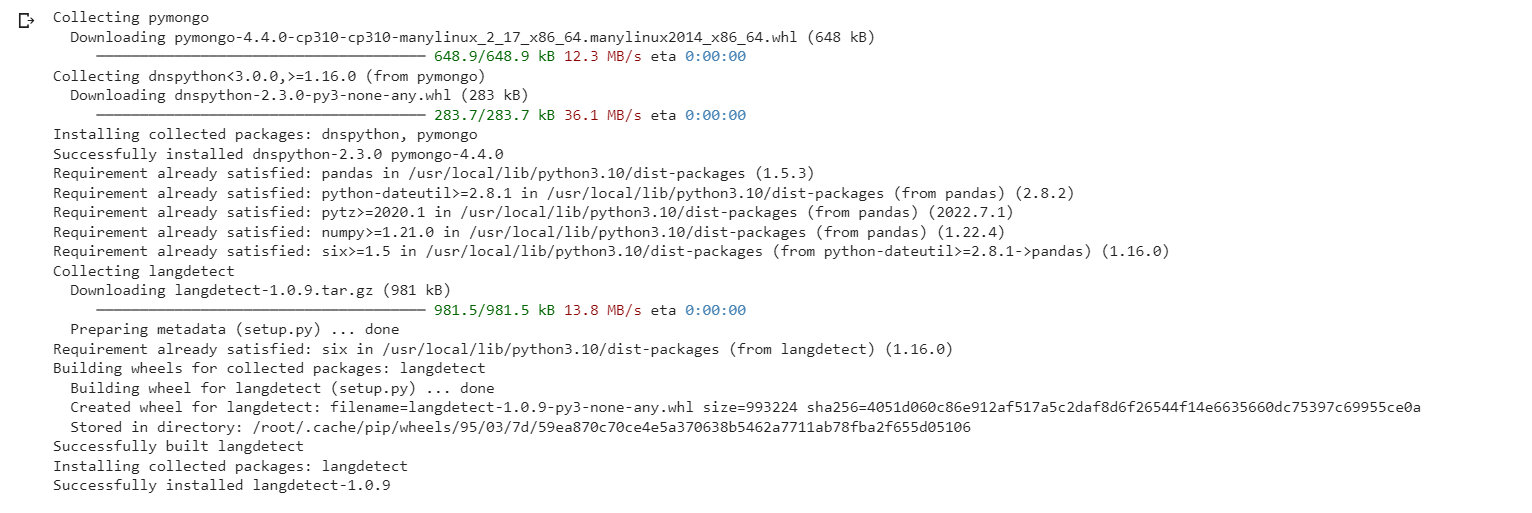 Collecting pymongo
Downloading pymongo-4.4.0-cp310-cp310-manylinux_2_17_x86_64.manylinux2014_x86_64.whl (648 kB)
648.9/648.9 kB 12.3 MB/s eta 0:00:00
Collecting dnspython<3.0.0,>=1.16.0 (from pymongo)
Downloading dnspython-2.3.0-py3-none-any.whl (283 kB)
283.7/283.7 kB 36.1 MB/s eta 0:00:00
Installing collected packages: dnspython, pymongo
Successfully installed dnspython-2.3.0 pymongo-4.4.0
Requirement already satisfied: pandas in /usr/local/lib/python3.10/dist-packages (1.5.3)
Requirement already satisfied: python-dateutil>=2.8.1 in /usr/local/lib/python3.10/dist-packages (from pandas) (2.8.2)
Requirement already satisfied: pytz>=2020.1 in /usr/local/lib/python3.10/dist-packages (from pandas) (2022.7.1)
Requirement already satisfied: numpy>=1.21.0 in /usr/local/lib/python3.10/dist-packages (from pandas) (1.22.4)
Requirement already satisfied: six>=1.5 in /usr/local/lib/python3.10/dist-packages (from python-dateutil>=2.8.1->pandas) (1.16.0)
Collecting langdetect
Downloading langdetect-1.0.9.tar.gz (981 kB)
981.5/981.5 kB 13.8 MB/s eta 0:00:00
Preparing metadata (setup.py) ... done
Requirement already satisfied: six in /usr/local/lib/python3.10/dist-packages (from langdetect) (1.16.0)
Building wheels for collected packages: langdetect
Building wheel for langdetect (setup.py) ... done
Created wheel for langdetect: filename=langdetect-1.0.9-py3-none-any.whl size=993224 sha256=4051d060c86e912af517a5c2daf8d6f26544f14e6635660dc75397c69955ce0a
Stored in directory: /root/.cache/pip/wheels/95/03/7d/59ea870c70ce4e5a370638b5462a7711ab78fba2f655d05106
Successfully built langdetect
Installing collected packages: langdetect
Successfully installed langdetect-1.0.9